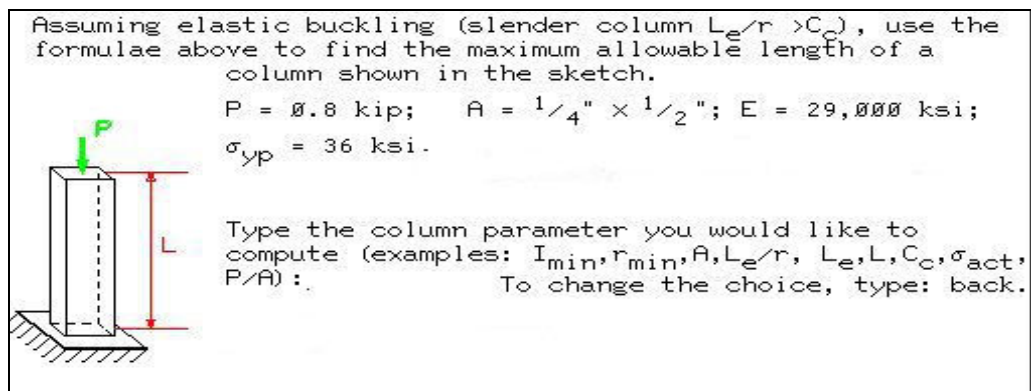 Assuming elastic buckling (slender column Le/r >Cc), use the
formulae above to find the maximum allowable length of a
column shown in the sketch.
P = 0.8 kip; A = 1/4" × 1/2"; E = 29,000 ksi;
σyp = 36 ksi.
P
L
Type the column parameter you would like to
compute (examples: Imin,rmin,A,Le/r, Le,L,Cc,σact,
P/A):. To change the choice, type: back.